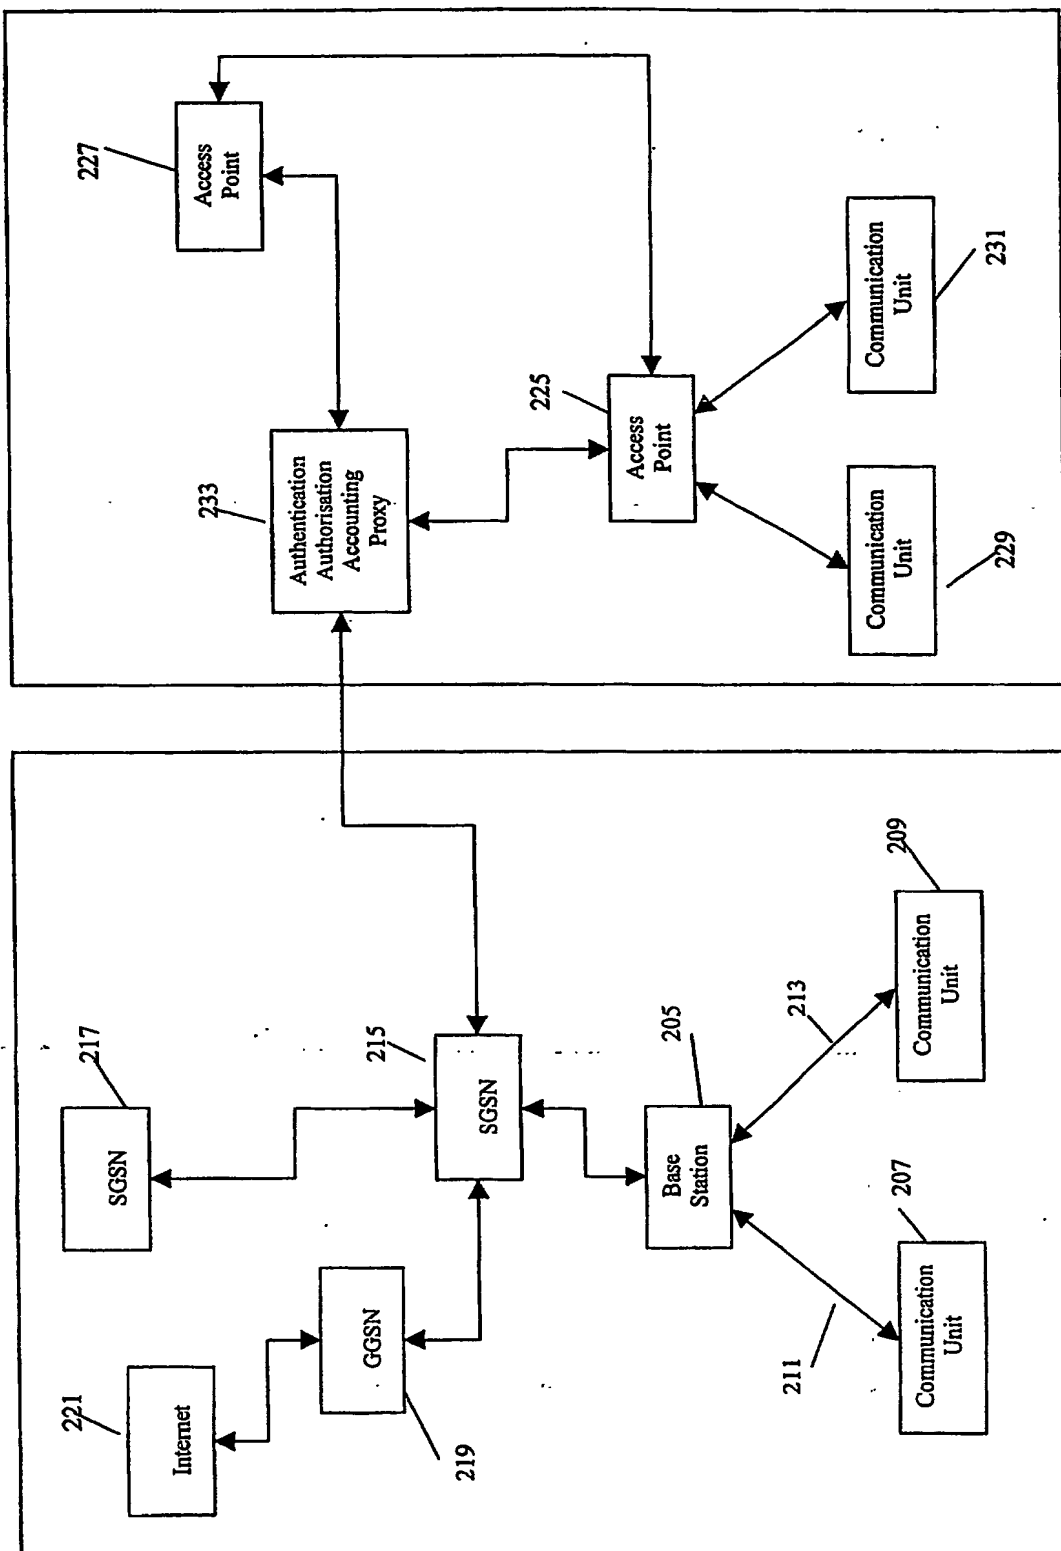 221
Internet
217
SGSN
GGSN
219
215
SGSN
205
Base
Station
213
211
207
Communication
Unit
209
Communication
Unit
227
Access
Point
233
Authentication
Authorisation
Accounting
Proxy
225
Access
Point
Communication
Unit
229
Communication
Unit
231